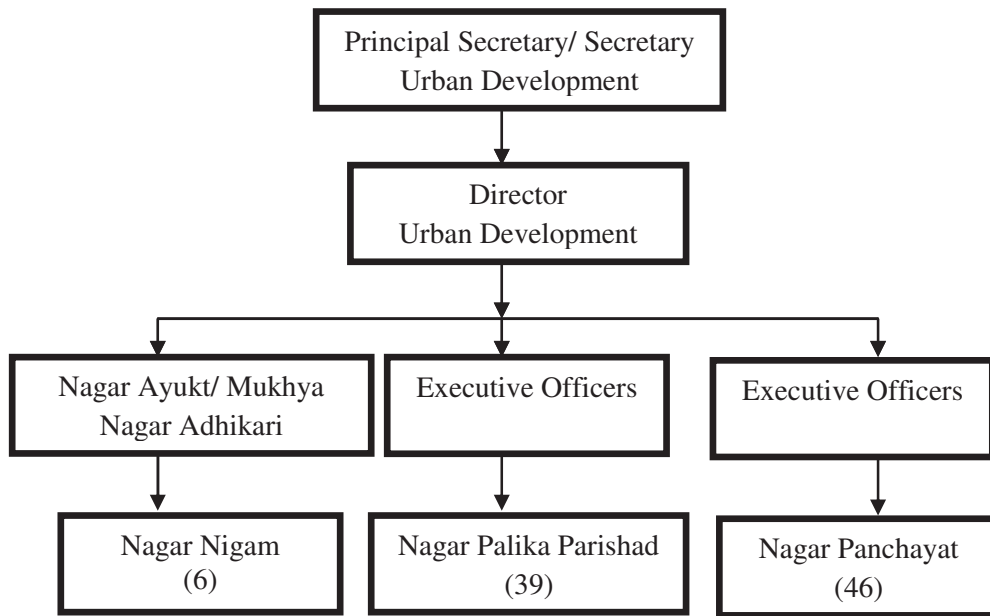 Principal Secretary/ Secretary
Urban Development
Director
Urban Development
Nagar Ayukt/ Mukhya
Nagar Adhikari
Executive Officers
Executive Officers
Nagar Nigam
(6)
Nagar Palika Parishad
(39)
Nagar Panchayat
(46)